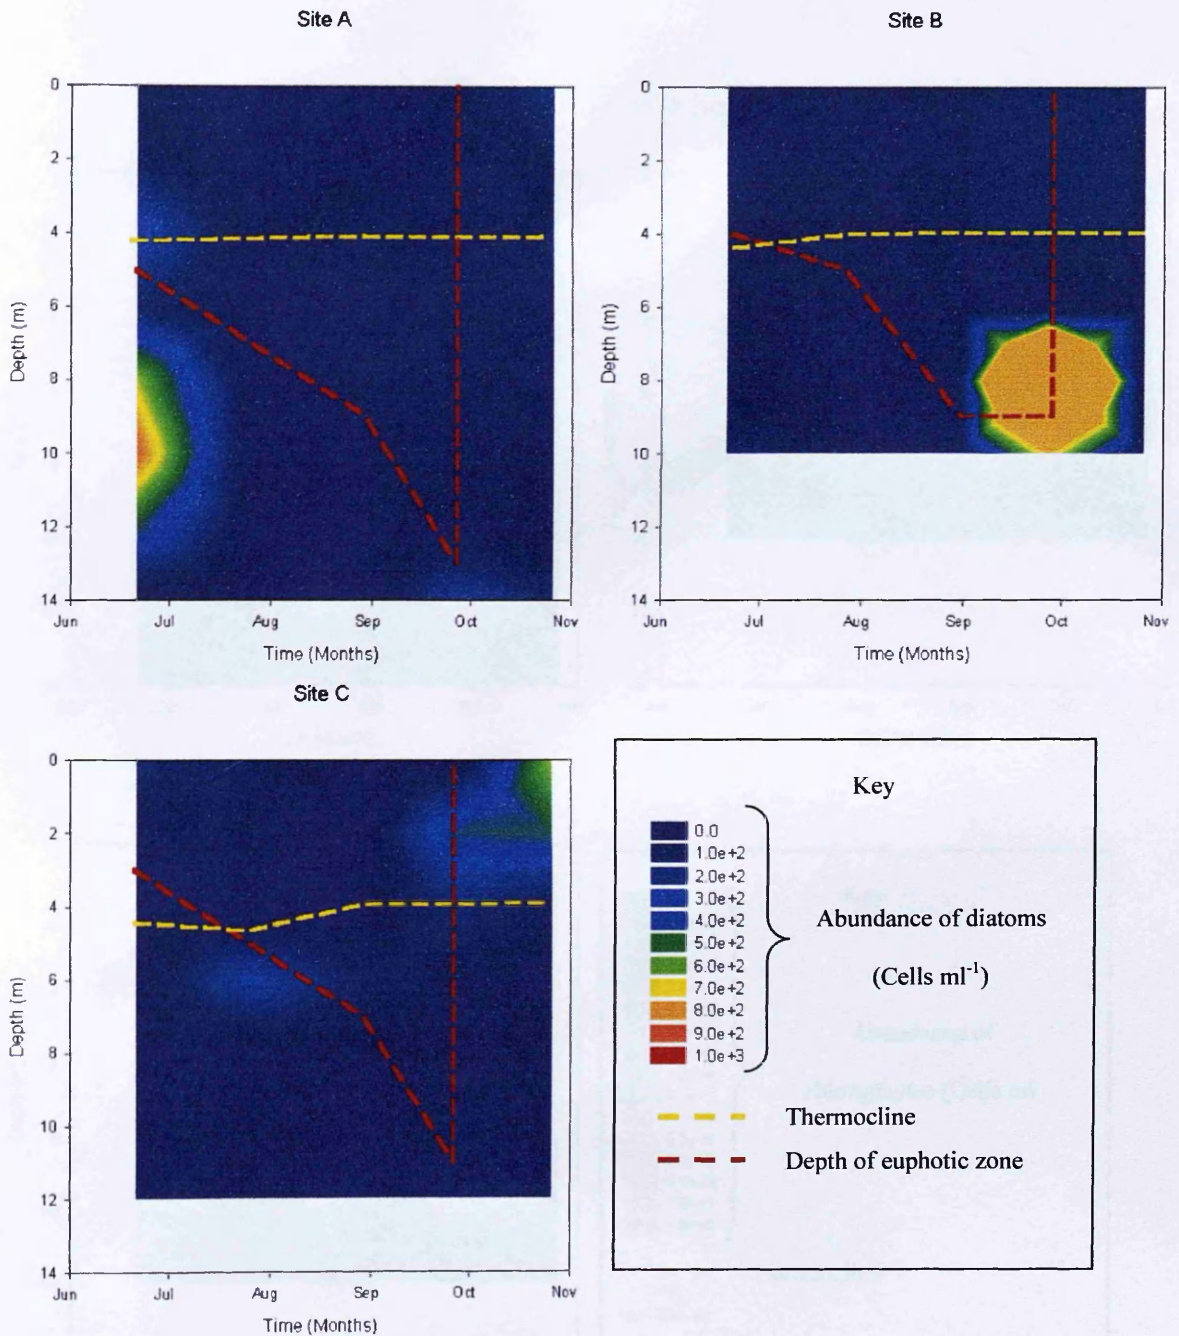 Site A
Site B
0
2
4
6
8
10
12
14
Depth (m)
Jun Jul Aug Sep Oct Nov
Time (Months)
0
2
4
6
8
10
12
14
Depth (m)
Jun Jul Aug Sep Oct Nov
Time (Months)
Site C
0
2
4
6
8
10
12
14
Depth (m)
Jun Jul Aug Sep Oct Nov
Time (Months)
Key
0.0
1.0e+2
2.0e+2
3.0e+2
4.0e+2
5.0e+2
6.0e+2
7.0e+2
8.0e+2
9.0e+2
1.0e+3
Abundance of diatoms
(Cells ml⁻¹)
Thermocline
Depth of euphotic zone